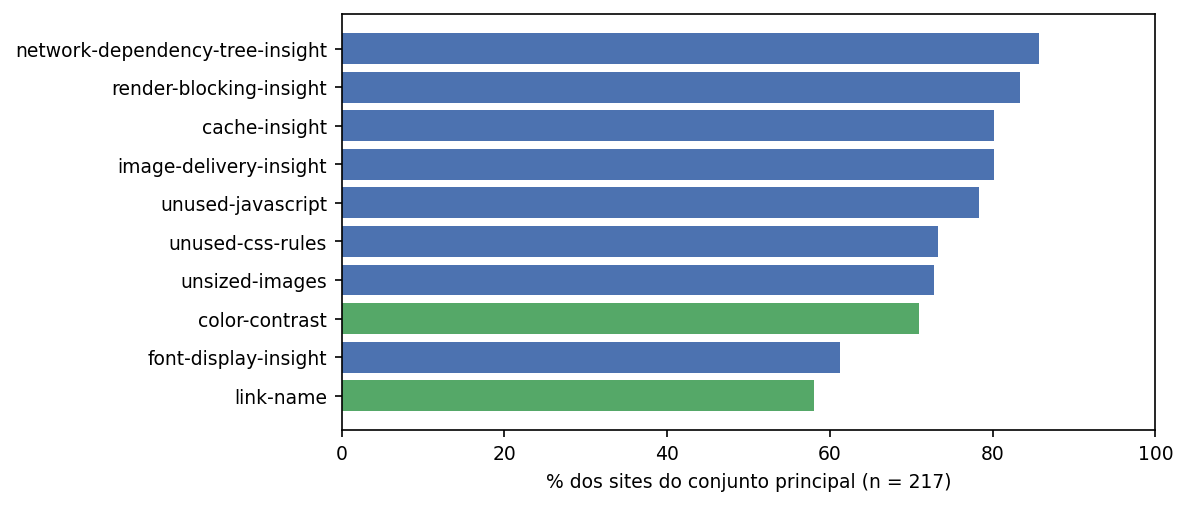 network-dependency-tree-insight
render-blocking-insight
cache-insight
image-delivery-insight
unused-javascript
unused-css-rules
unsized-images
color-contrast
font-display-insight
link-name
0 20 40 60 80 100
% dos sites do conjunto principal (n = 217)